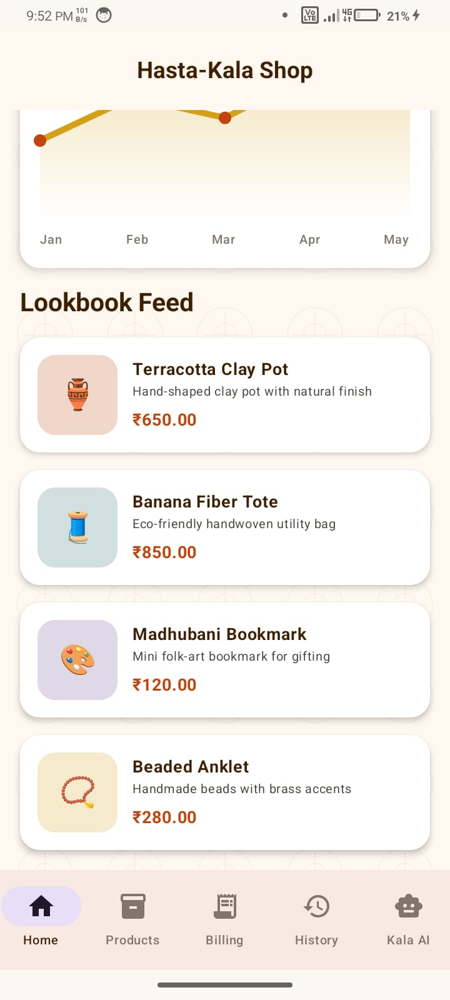 9:52 PM 101 B/s Vo LTE 4G 21%
Hasta-Kala Shop
Jan Feb Mar Apr May
Lookbook Feed
Terracotta Clay Pot
Hand-shaped clay pot with natural finish
₹650.00
Banana Fiber Tote
Eco-friendly handwoven utility bag
₹850.00
Madhubani Bookmark
Mini folk-art bookmark for gifting
₹120.00
Beaded Anklet
Handmade beads with brass accents
₹280.00
Home Products Billing History Kala AI